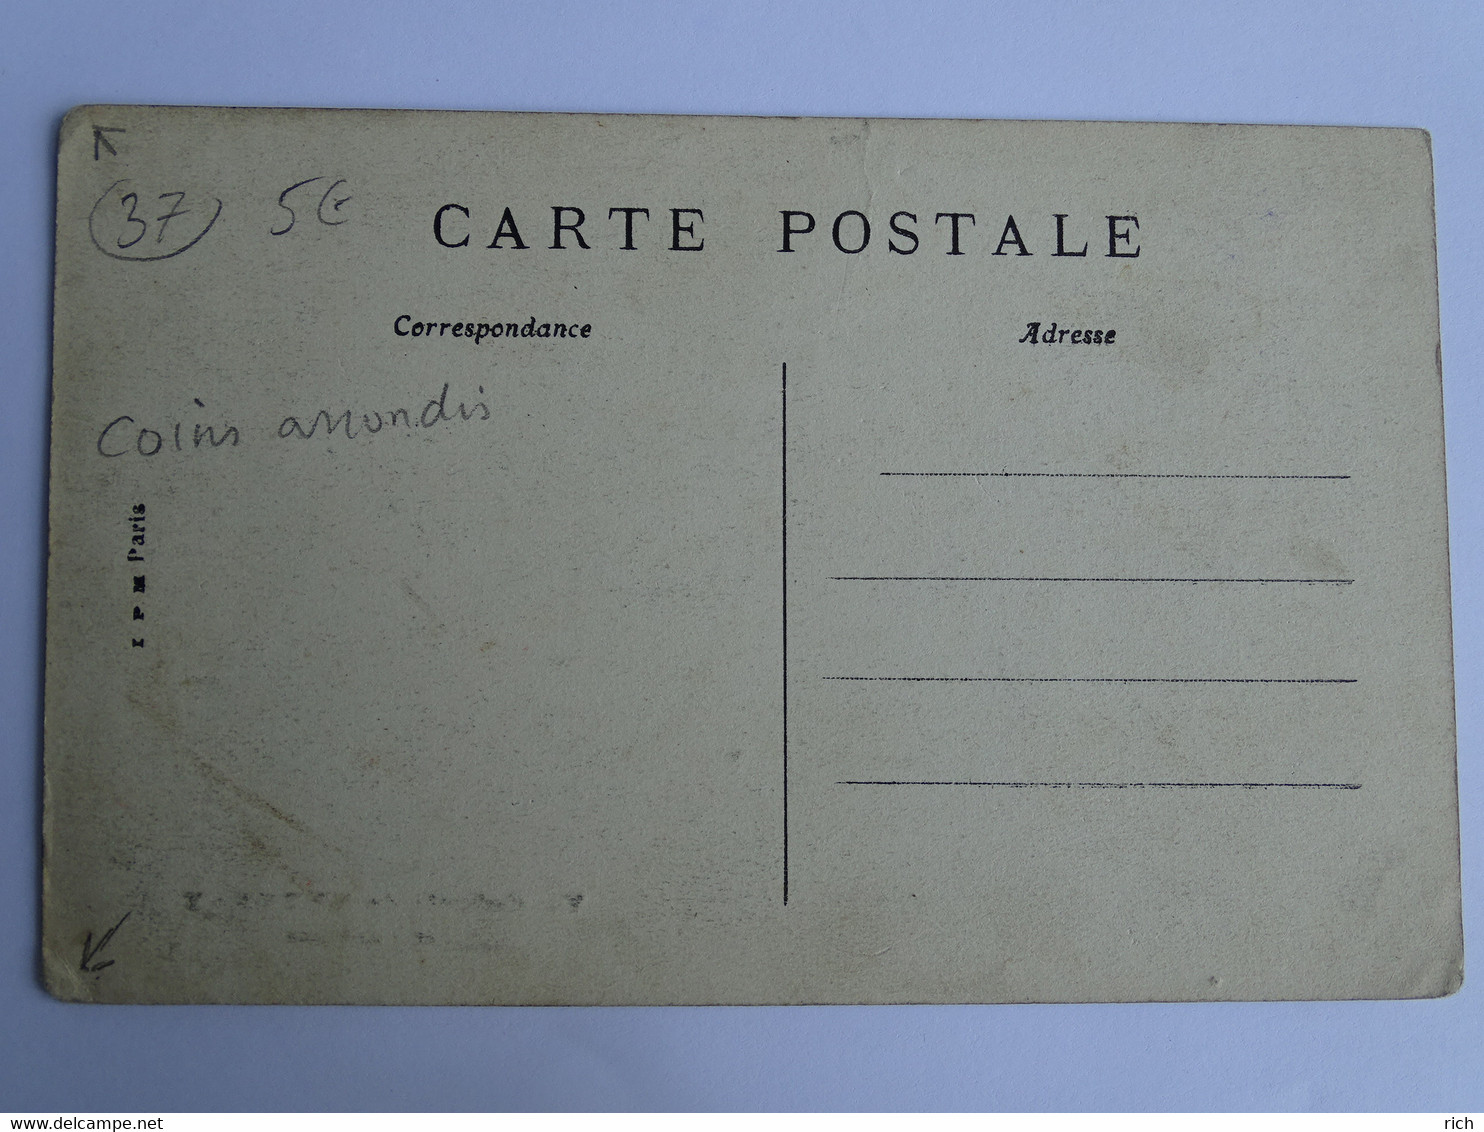 37 5€
CARTE POSTALE
Correspondance
Adresse
Coins arrondis
I P M Paris
www.delcampe.net
rich